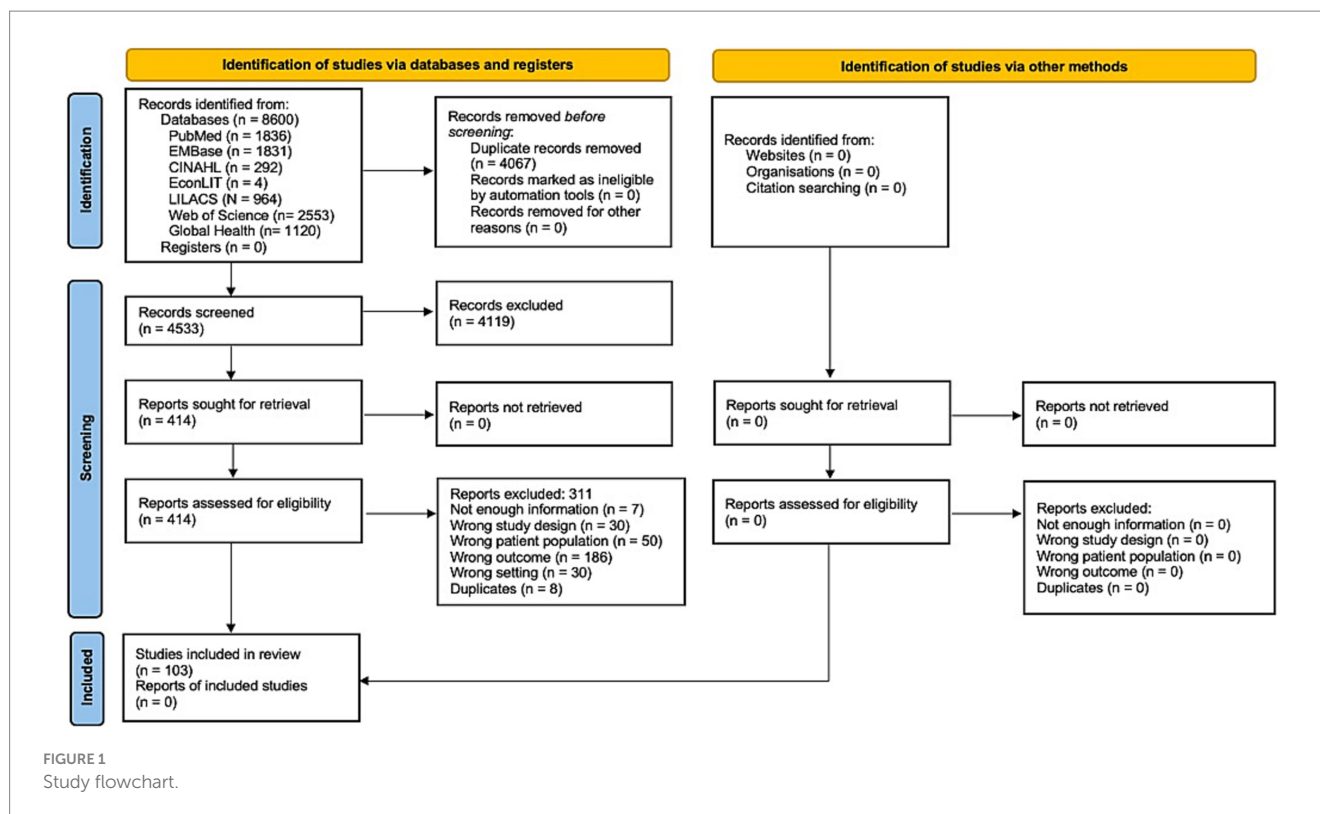 Identification of studies via databases and registers
Identification of studies via other methods
Identification
Records identified from:
Databases (n = 8600)
PubMed (n = 1836)
EMBase (n = 1831)
CINAHL (n = 292)
EconLIT (n = 4)
LILACS (N = 964)
Web of Science (n= 2553)
Global Health (n= 1120)
Registers (n = 0)
Records removed before
screening:
Duplicate records removed
(n = 4067)
Records marked as ineligible
by automation tools (n = 0)
Records removed for other
reasons (n = 0)
Records identified from:
Websites (n = 0)
Organisations (n = 0)
Citation searching (n = 0)
Screening
Records screened
(n = 4533)
Records excluded
(n = 4119)
Reports sought for retrieval
(n = 414)
Reports not retrieved
(n = 0)
Reports sought for retrieval
(n = 0)
Reports not retrieved
(n = 0)
Reports assessed for eligibility
(n = 414)
Reports excluded: 311
Not enough information (n = 7)
Wrong study design (n = 30)
Wrong patient population (n = 50)
Wrong outcome (n = 186)
Wrong setting (n = 30)
Duplicates (n = 8)
Reports assessed for eligibility
(n = 0)
Reports excluded:
Not enough information (n = 0)
Wrong study design (n = 0)
Wrong patient population (n = 0)
Wrong outcome (n = 0)
Duplicates (n = 0)
Included
Studies included in review
(n = 103)
Reports of included studies
(n = 0)
FIGURE 1
Study flowchart.